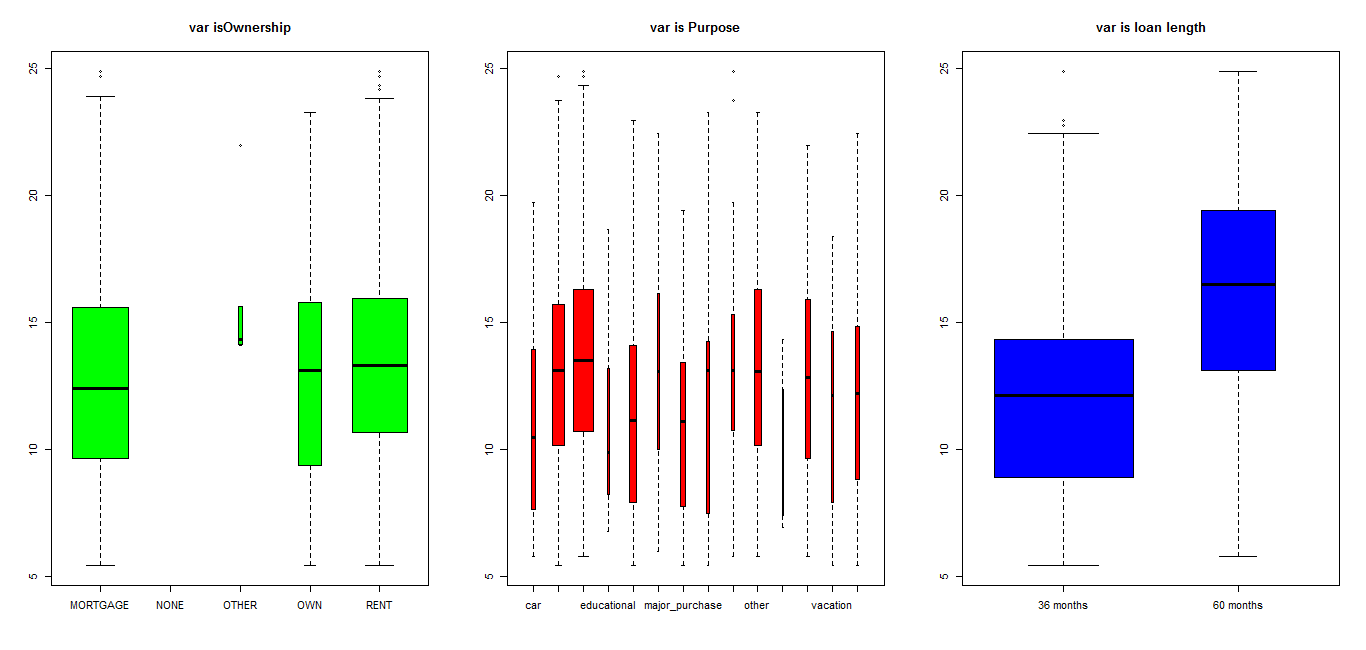 var isOwnership
25
20
15
10
5
MORTGAGE NONE OTHER OWN RENT
var is Purpose
25
20
15
10
5
car educational major_purchase other vacation
var is loan length
25
20
15
10
5
36 months 60 months